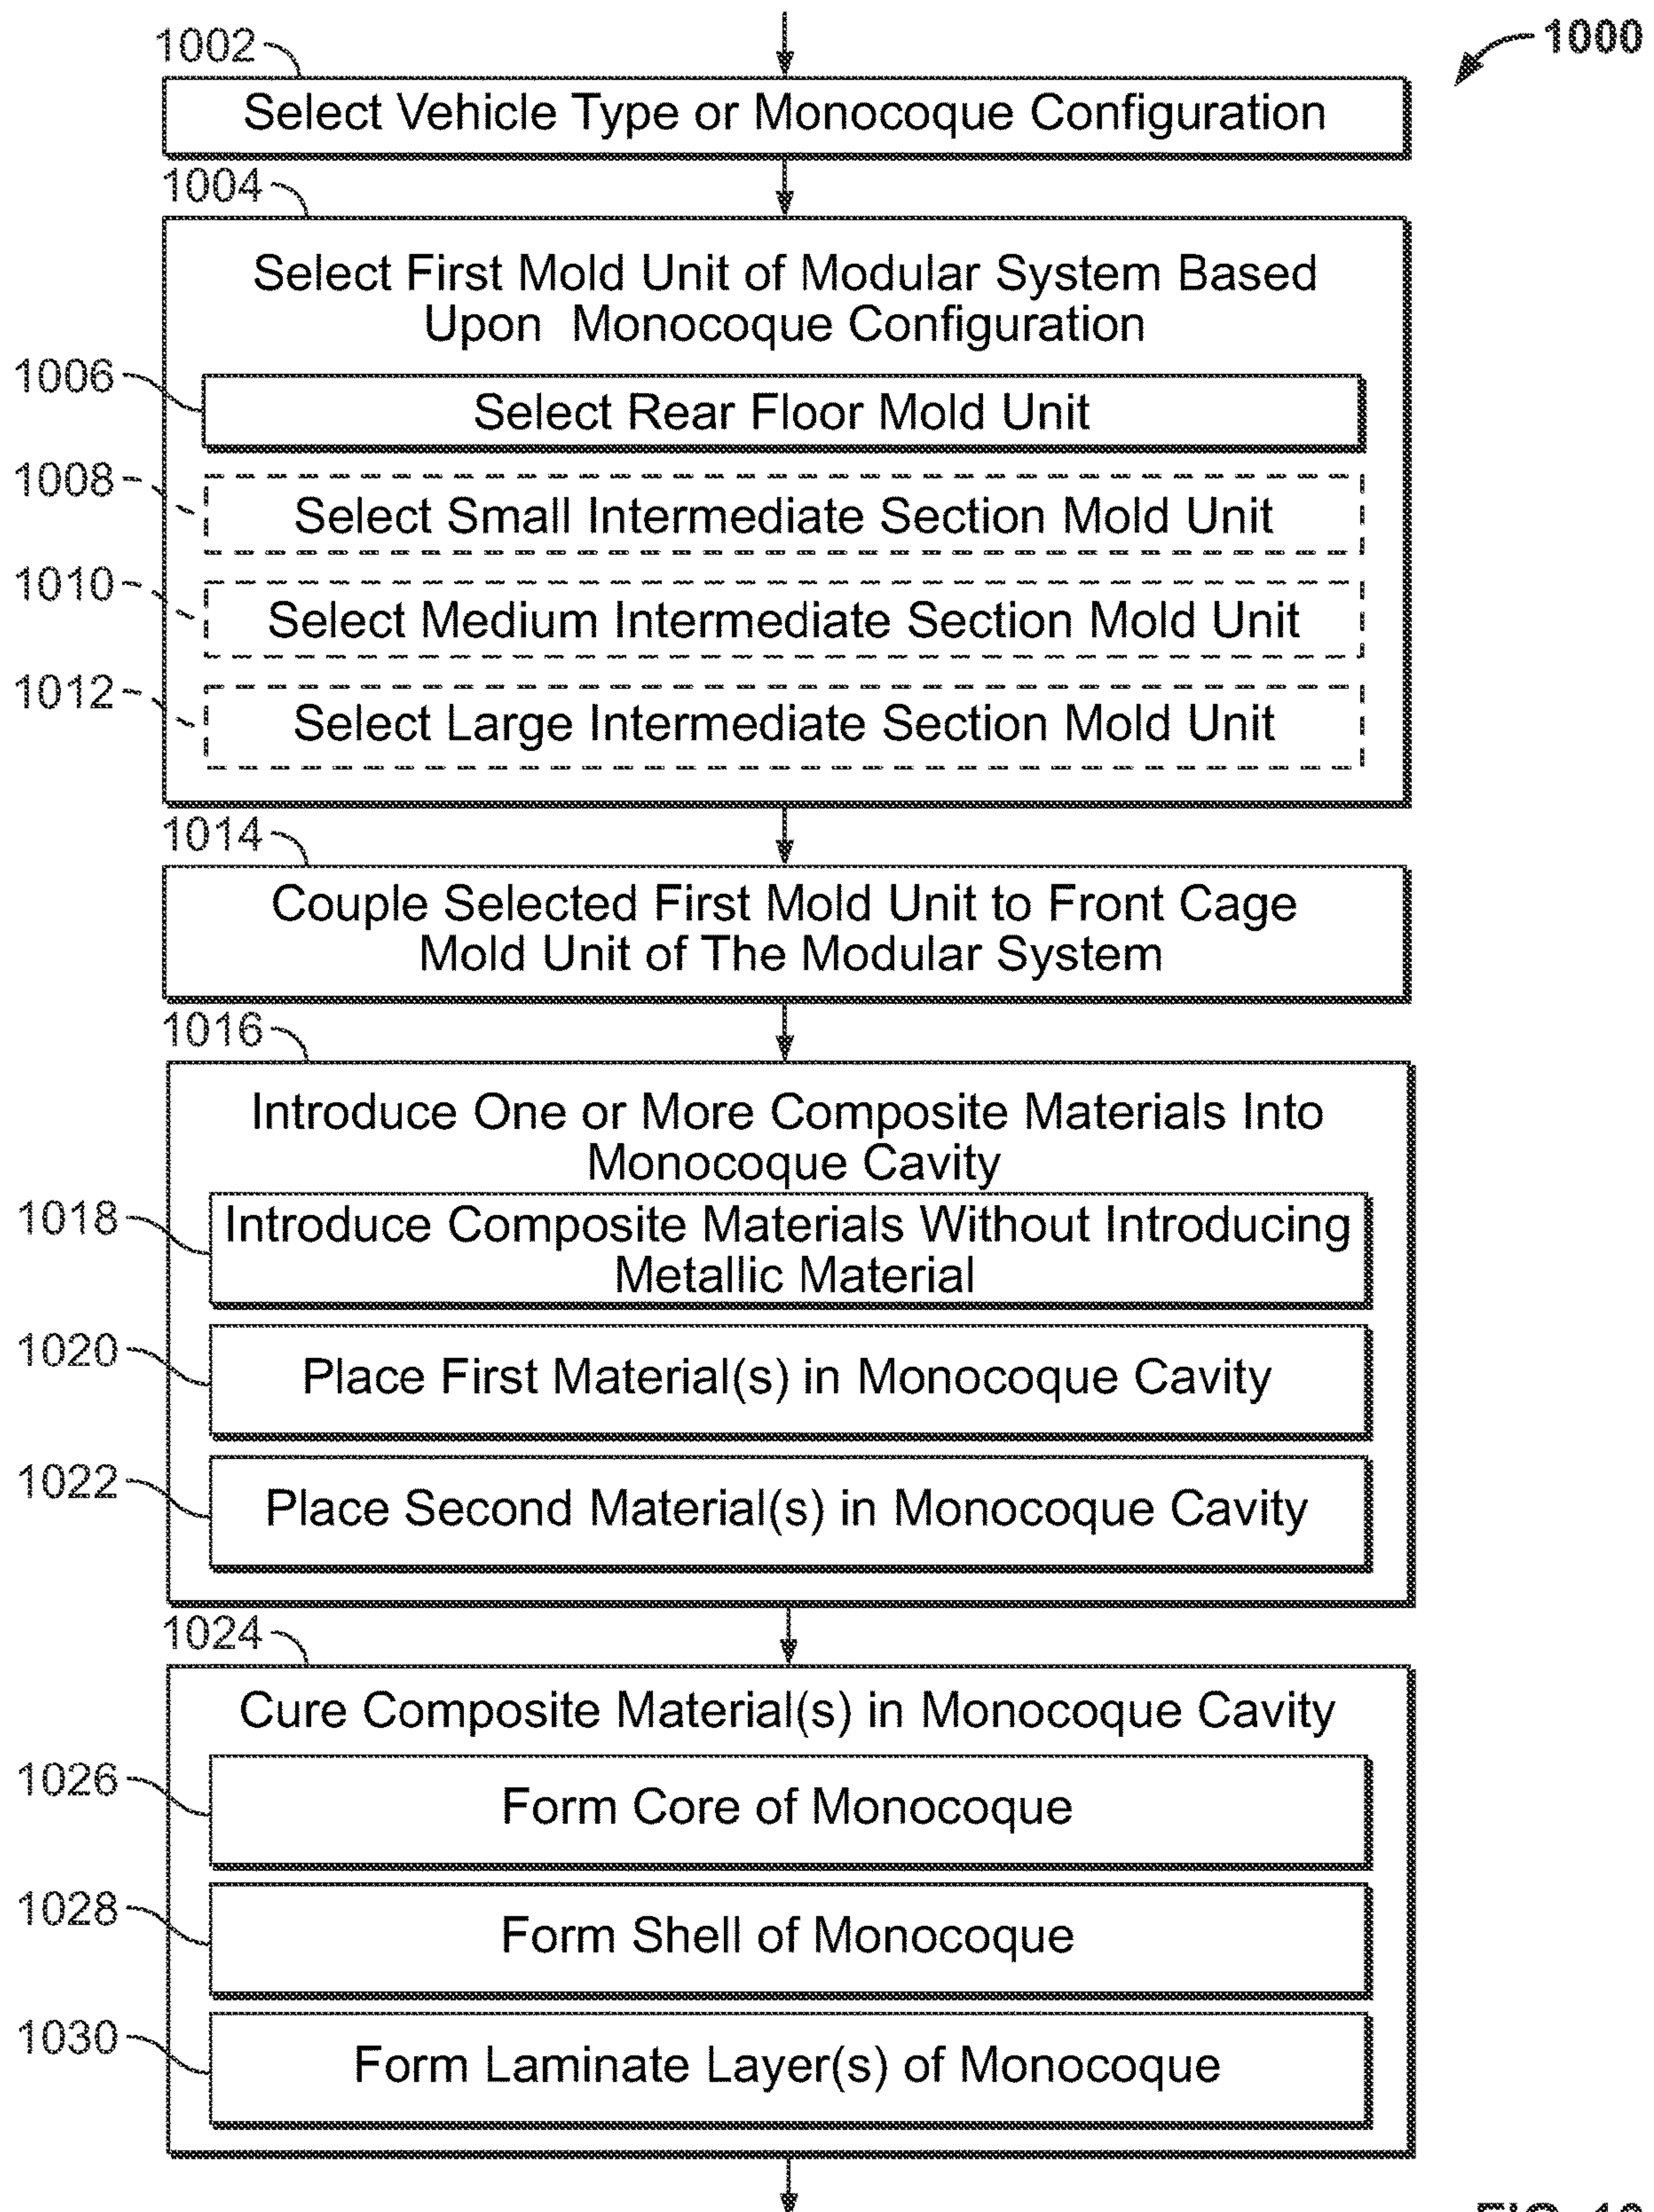 1000
1002
Select Vehicle Type or Monocoque Configuration
1004
Select First Mold Unit of Modular System Based
Upon Monocoque Configuration
1006
Select Rear Floor Mold Unit
1008
Select Small Intermediate Section Mold Unit
1010
Select Medium Intermediate Section Mold Unit
1012
Select Large Intermediate Section Mold Unit
1014
Couple Selected First Mold Unit to Front Cage
Mold Unit of The Modular System
1016
Introduce One or More Composite Materials Into
Monocoque Cavity
1018
Introduce Composite Materials Without Introducing
Metallic Material
1020
Place First Material(s) in Monocoque Cavity
1022
Place Second Material(s) in Monocoque Cavity
1024
Cure Composite Material(s) in Monocoque Cavity
1026
Form Core of Monocoque
1028
Form Shell of Monocoque
1030
Form Laminate Layer(s) of Monocoque